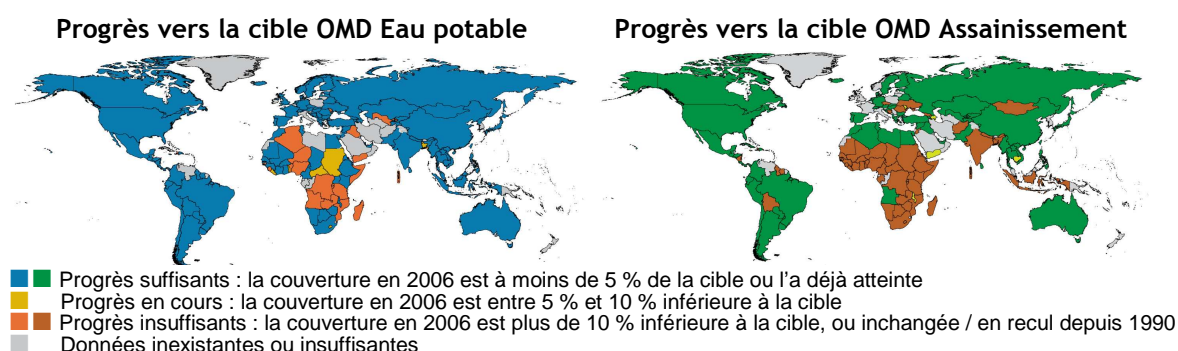 Progrès vers la cible OMD Eau potable
Progrès vers la cible OMD Assainissement
Progrès suffisants : la couverture en 2006 est à moins de 5 % de la cible ou l'a déjà atteinte
Progrès en cours : la couverture en 2006 est entre 5 % et 10 % inférieure à la cible
Progrès insuffisants : la couverture en 2006 est plus de 10 % inférieure à la cible, ou inchangée / en recul depuis 1990
Données inexistantes ou insuffisantes